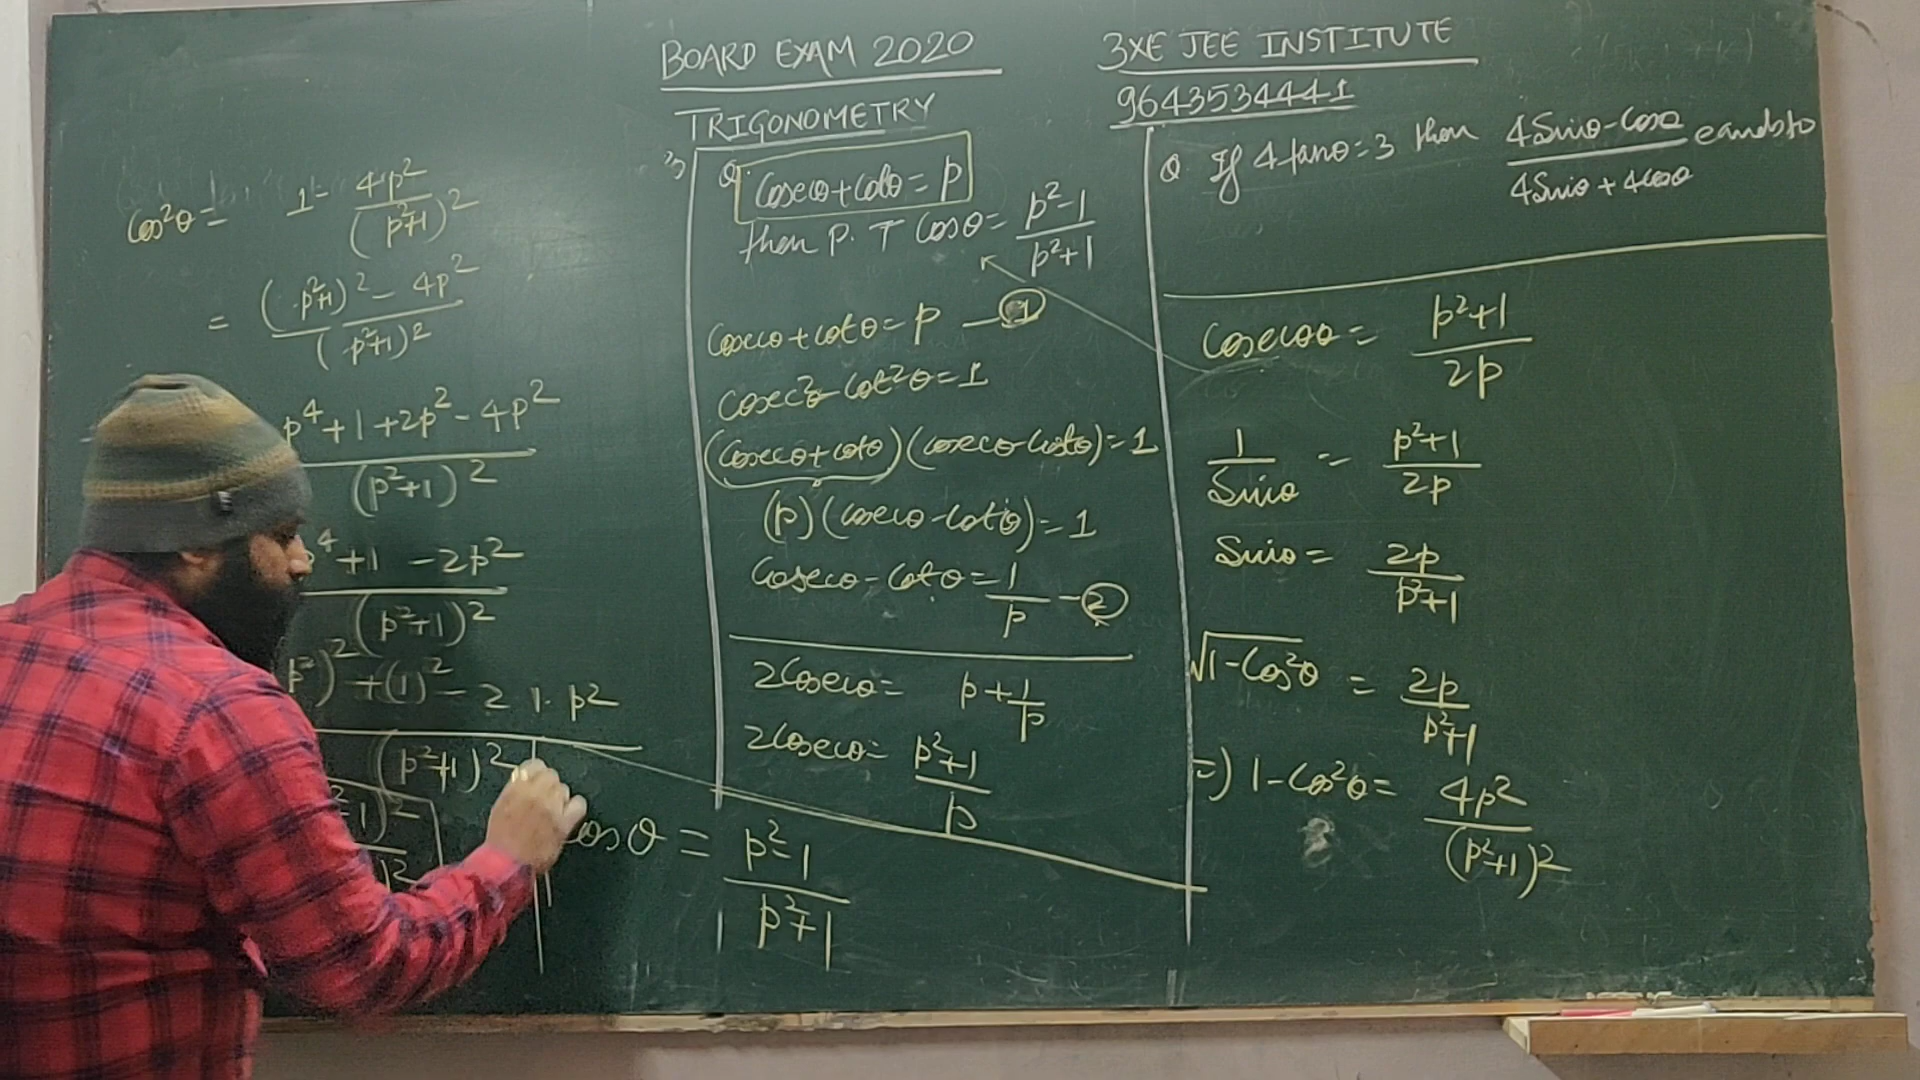 BOARD EXAM 2020
3XE JEE INSTITUTE
9643534441
TRIGONOMETRY
Q. Cosecθ+cotθ = p
then P. T Cosθ = p²-1 / p²+1
Cosecθ+cotθ = p — ①
Cosec²θ-Cot²θ=1
(Cosecθ+cotθ)(cosecθ-cotθ)=1
(p)(cosecθ-cotθ)=1
Cosecθ-Cotθ = 1/p — ②
2Cosecθ = p+1/p
2Cosecθ = p²+1 / p
Q. If 4tanθ=3 then 4Sinθ-Cosθ / 4Sinθ+4cosθ
Cosecθ = p²+1 / 2p
1/Sinθ = p²+1 / 2p
Sinθ = 2p / p²+1
√1-Cos²θ = 2p / p²+1
=) 1-Cos²θ = 4p² / (p²+1)²
Cos²θ = 1- 4p² / (p²+1)²
= (p²+1)² - 4p² / (p²+1)²
p⁴+1+2p²-4p² / (p²+1)²
+1 -2p² / (p²+1)²
)²+(1)²-2 1. p² / (p²+1)²
cosθ = p²-1 / p²+1